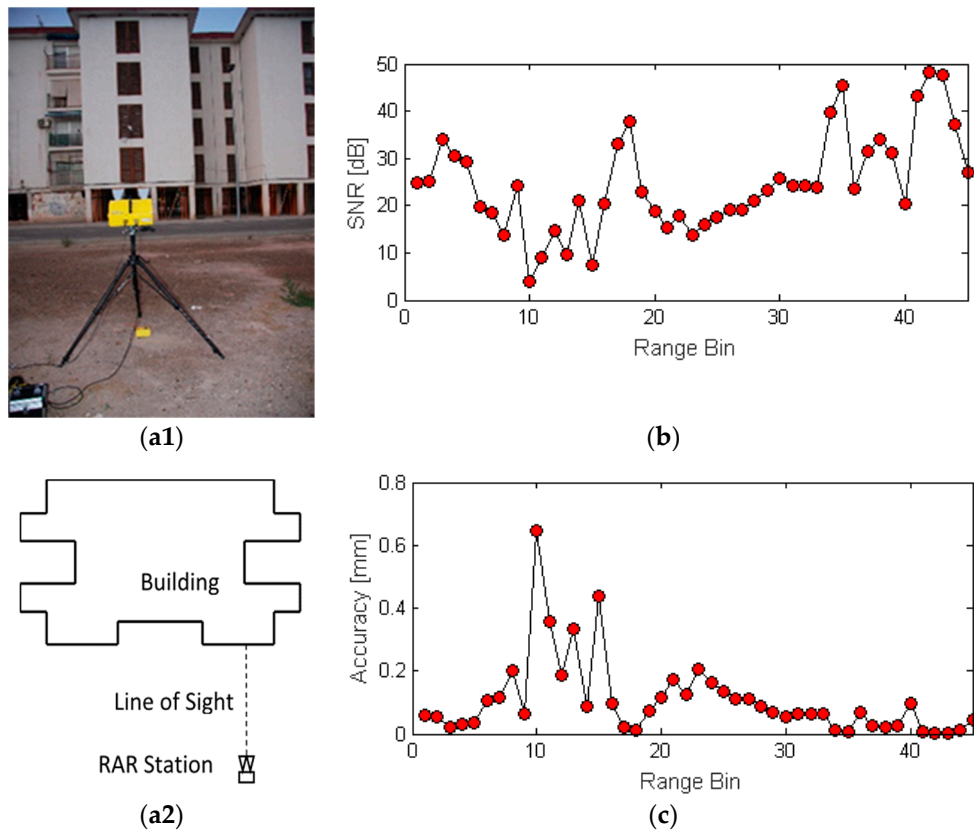 (a1)
50
40
30
20
10
0
SNR [dB]
0 10 20 30 40
Range Bin
(b)
Building
Line of Sight
RAR Station
(a2)
0.8
0.6
0.4
0.2
0
Accuracy [mm]
0 10 20 30 40
Range Bin
(c)